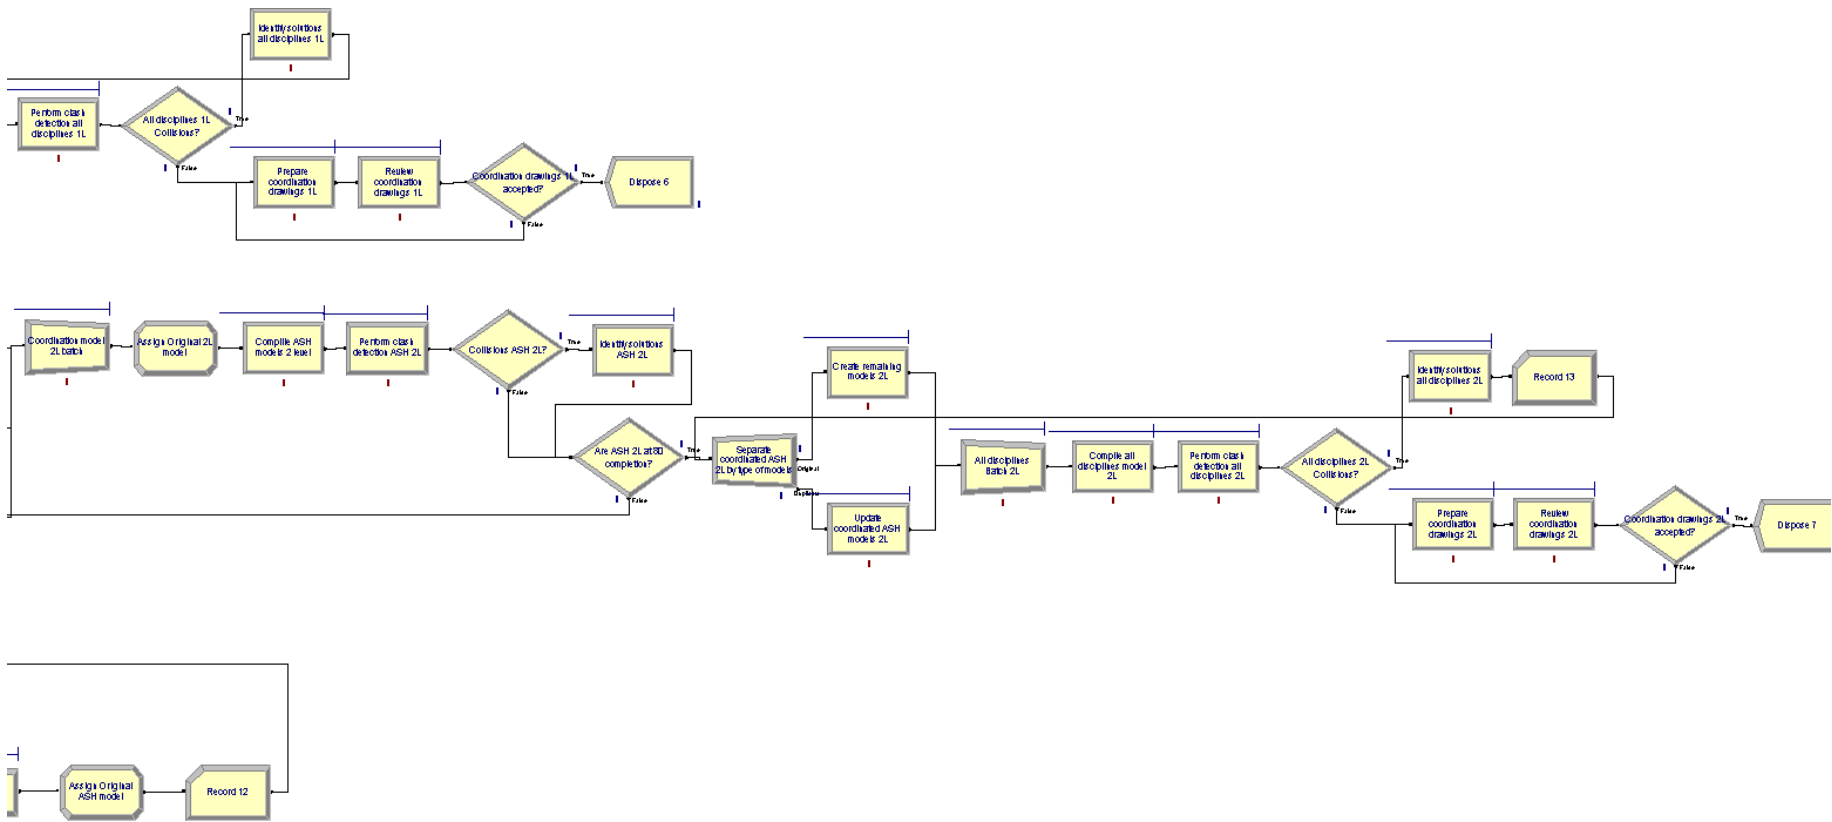 Identify solutions
all disciplines 1L
Perform clash
detection all
disciplines 1L
All disciplines 1L
Collisions?
True
False
Prepare
coordination
drawings 1L
Review
coordination
drawings 1L
Coordination drawings 1L
accepted?
True
False
Dispose 6
Coordination model
2L batch
Assign Original 2L
model
Compile ASH
models 2 level
Perform clash
detection ASH 2L
Collisions ASH 2L?
True
False
Identify solutions
ASH 2L
Are ASH 2L at 80
completion?
True
False
Separate
coordinated ASH
2L by type of models
Original
Duplicate
Create remaining
models 2L
Update
coordinated ASH
models 2L
All disciplines
Batch 2L
Compile all
disciplines model
2L
Perform clash
detection all
disciplines 2L
All disciplines 2L
Collisions?
True
False
Identify solutions
all disciplines 2L
Record 13
Prepare
coordination
drawings 2L
Review
coordination
drawings 2L
Coordination drawings 2L
accepted?
True
False
Dispose 7
Assign Original
ASH model
Record 12